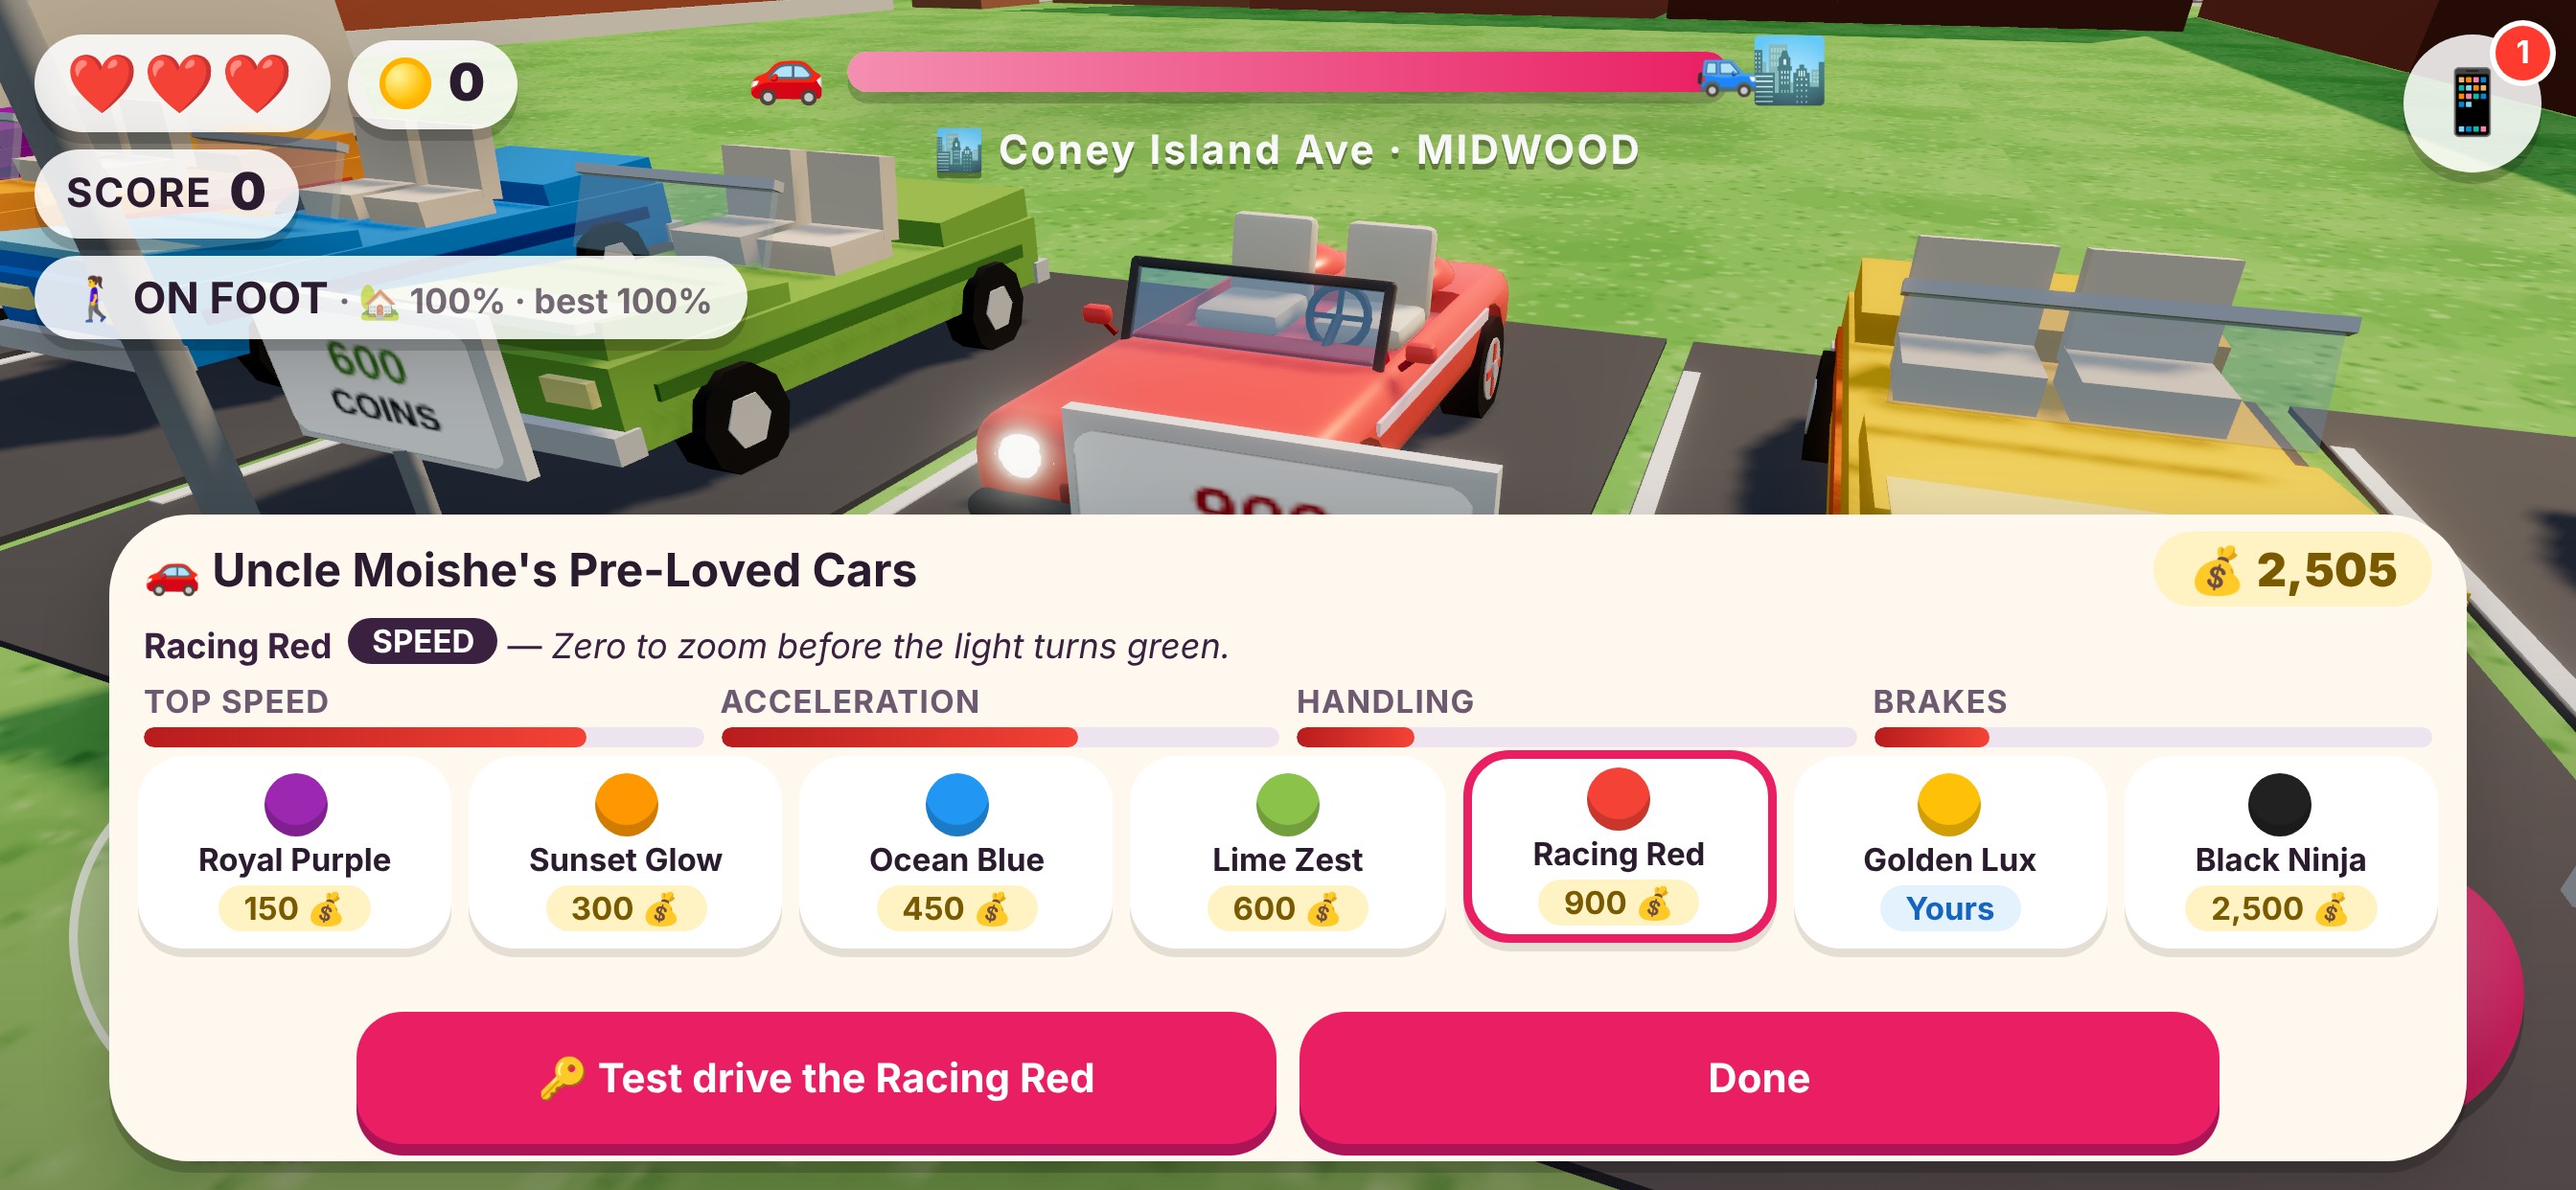 0
1
Coney Island Ave · MIDWOOD
SCORE 0
ON FOOT · 100% · best 100%
600
COINS
900
Uncle Moishe's Pre-Loved Cars
2,505
Racing Red SPEED — Zero to zoom before the light turns green.
TOP SPEED ACCELERATION HANDLING BRAKES
Royal Purple Sunset Glow Ocean Blue Lime Zest Racing Red Golden Lux Black Ninja
150 300 450 600 900 Yours 2,500
Test drive the Racing Red Done